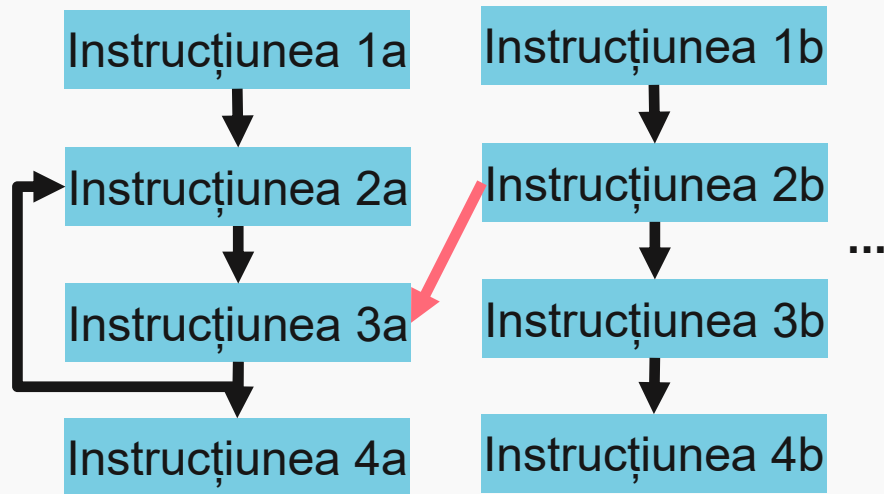 Instrucțiunea 1a
Instrucțiunea 2a
Instrucțiunea 3a
Instrucțiunea 4a
Instrucțiunea 1b
Instrucțiunea 2b
Instrucțiunea 3b
Instrucțiunea 4b
...